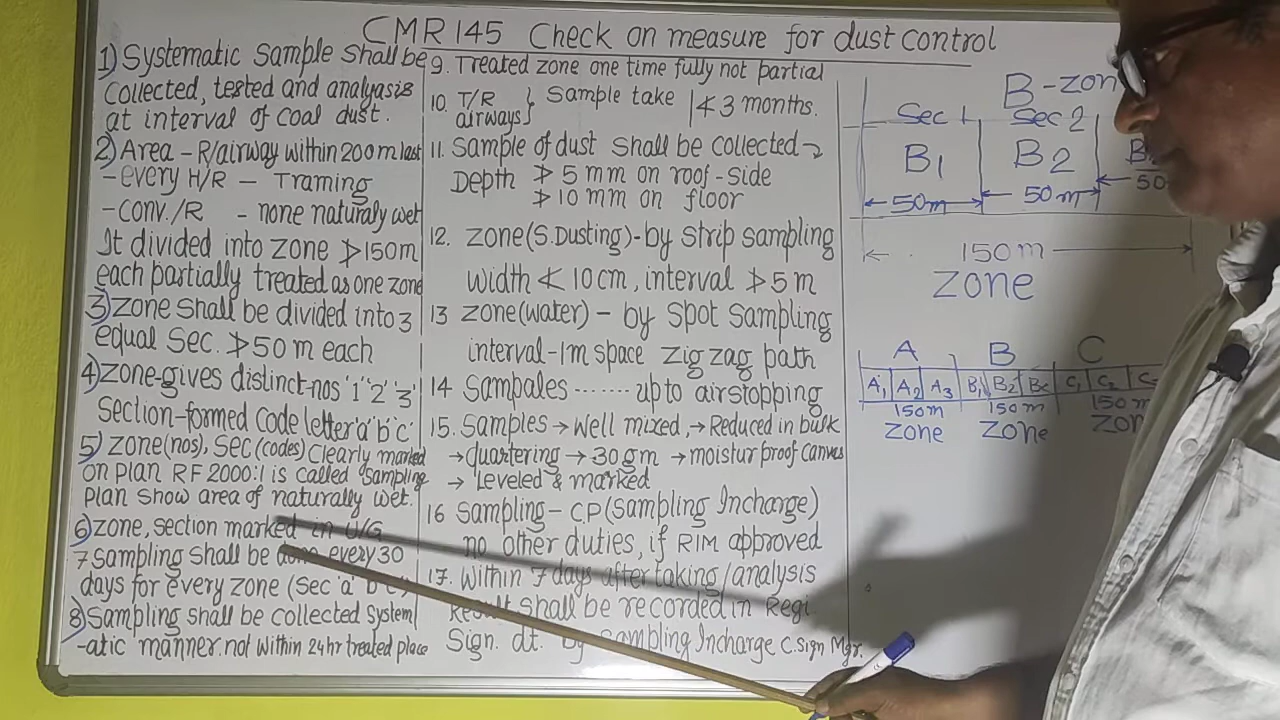 CMR 145 Check on measure for dust control
1) Systematic Sample Shall be
Collected, tested and analyasis
at interval of coal dust.
2) Area - R/airway within 200 m last
- every H/R - Traming
- conv./R - none naturaly wet
It divided into zone ≯ 150 m
each partially treated as one zone
3) Zone shall be divided into 3
equal Sec. ≯ 50 m each
4) Zone-gives distinct-nos '1' '2' '3'
Section-formed Code letter 'a' 'b' 'c'
5) Zone (nos), Sec (codes) Clearly marked
on plan RF 2000:1 is called 'Sampling
Plan show area of naturally wet.
6) Zone, section marked in U/G
7 Sampling shall be done every 30
days for every zone (Sec 'a' 'b'
8) Sampling shall be collected System
-atic manner. not within 24 hr treated place
9. Treated zone one time fully not partial
10. T/R
airways } Sample take | ≮ 3 months.
11. Sample of dust Shall be collected
Depth ≯ 5 mm on roof-side
≯ 10 mm on floor
12. Zone (S.Dusting)-by Strip Sampling
Width ≮ 10 cm, interval ≯ 5 m
13 Zone (water) - by Spot Sampling
interval-1m space Zig zag path
14 Sampales ....... up to airstopping
15. Samples → Well mixed, → Reduced in bulk
→ quartering → 30 gm → moistur proof canvas
→ Leveled & marked
16 Sampling - C.P (Sampling Incharge)
no other duties, if RIM approved
17. Within 7 days after taking/analysis
Result shall be recorded in Regi
Sign. dt. by Sampling Incharge C.Sign Mgr.
B-Zon
Sec 1 Sec 2
B1 B2
50m 50m 50
150 m
Zone
A B C
A1 A2 A3 B1 B2 Bc C1 C2
150m 150m 150 m
Zone Zone Zon